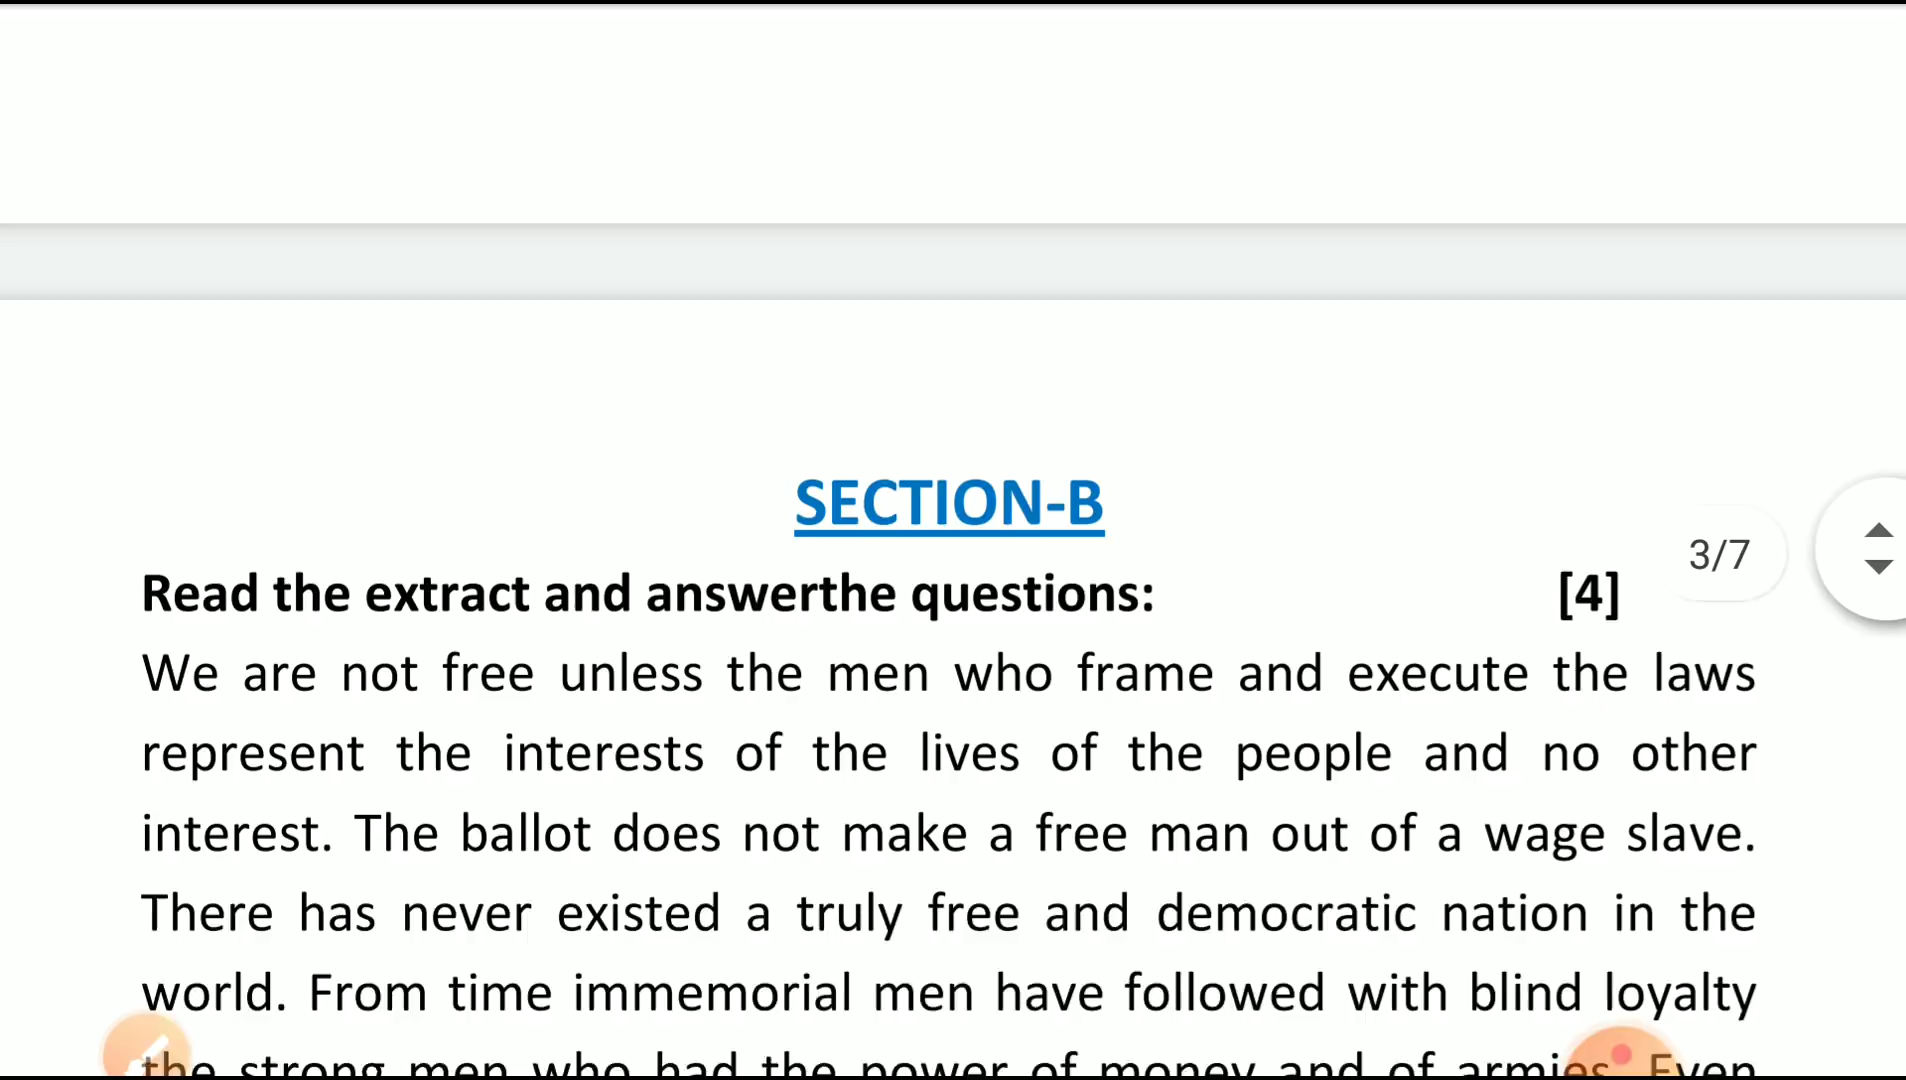 SECTION-B
Read the extract and answerthe questions: [4]
3/7
We are not free unless the men who frame and execute the laws
represent the interests of the lives of the people and no other
interest. The ballot does not make a free man out of a wage slave.
There has never existed a truly free and democratic nation in the
world. From time immemorial men have followed with blind loyalty
the strong men who had the power of money and of armies. Even